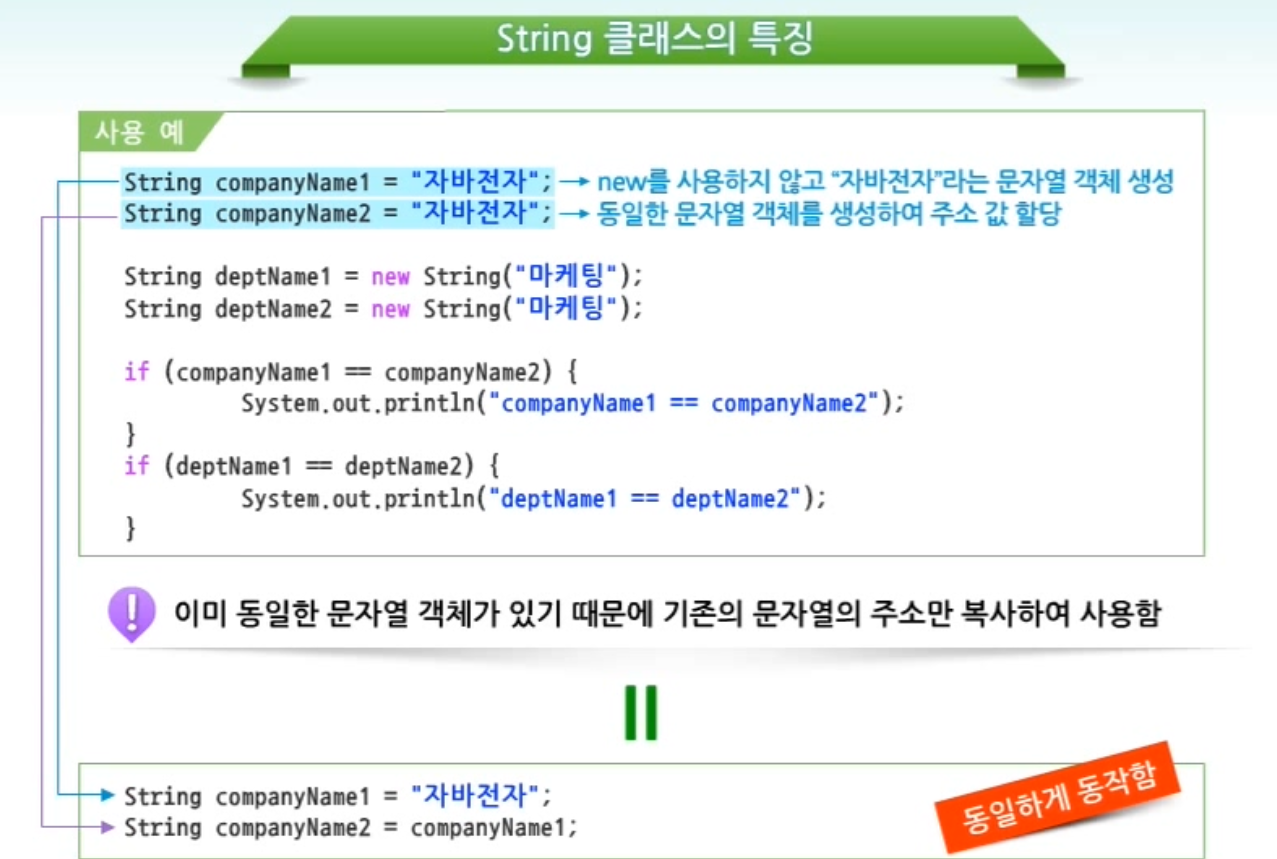 String 클래스의 특징
사용 예
String companyName1 = "자바전자"; → new를 사용하지 않고 “자바전자”라는 문자열 객체 생성
String companyName2 = "자바전자"; → 동일한 문자열 객체를 생성하여 주소 값 할당
String deptName1 = new String("마케팅");
String deptName2 = new String("마케팅");
if (companyName1 == companyName2) {
System.out.println("companyName1 == companyName2");
}
if (deptName1 == deptName2) {
System.out.println("deptName1 == deptName2");
}
! 이미 동일한 문자열 객체가 있기 때문에 기존의 문자열의 주소만 복사하여 사용함
String companyName1 = "자바전자";
String companyName2 = companyName1;
동일하게 동작함